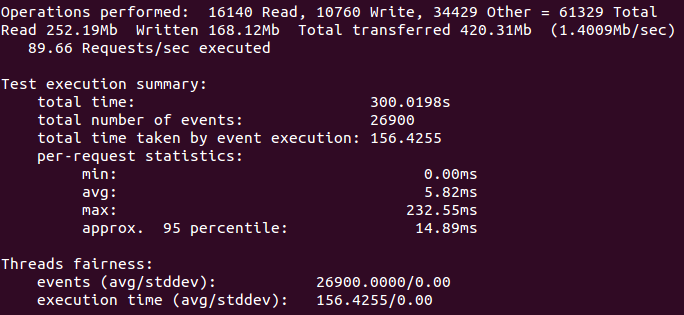 Operations performed:  16140 Read, 10760 Write, 34429 Other = 61329 Total
Read 252.19Mb  Written 168.12Mb  Total transferred 420.31Mb  (1.4009Mb/sec)
   89.66 Requests/sec executed
Test execution summary:
    total time:                          300.0198s
    total number of events:              26900
    total time taken by event execution: 156.4255
    per-request statistics:
         min:                                  0.00ms
         avg:                                  5.82ms
         max:                                232.55ms
         approx.  95 percentile:              14.89ms
Threads fairness:
    events (avg/stddev):           26900.0000/0.00
    execution time (avg/stddev):   156.4255/0.00